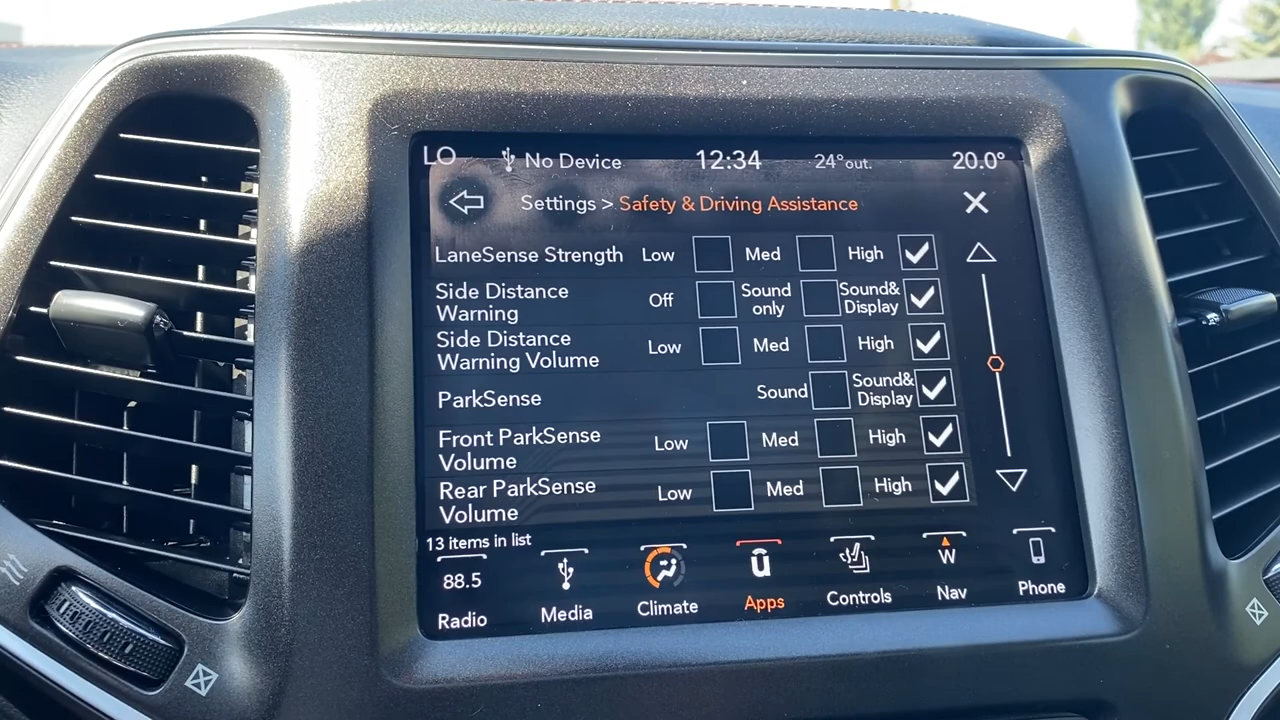 LO No Device 12:34 24° out. 20.0°
Settings > Safety & Driving Assistance
LaneSense Strength Low Med High
Side Distance Warning Off Sound only Sound& Display
Side Distance Warning Volume Low Med High
ParkSense Sound Sound& Display
Front ParkSense Volume Low Med High
Rear ParkSense Volume Low Med High
13 items in list
88.5 W
Radio Media Climate Apps Controls Nav Phone